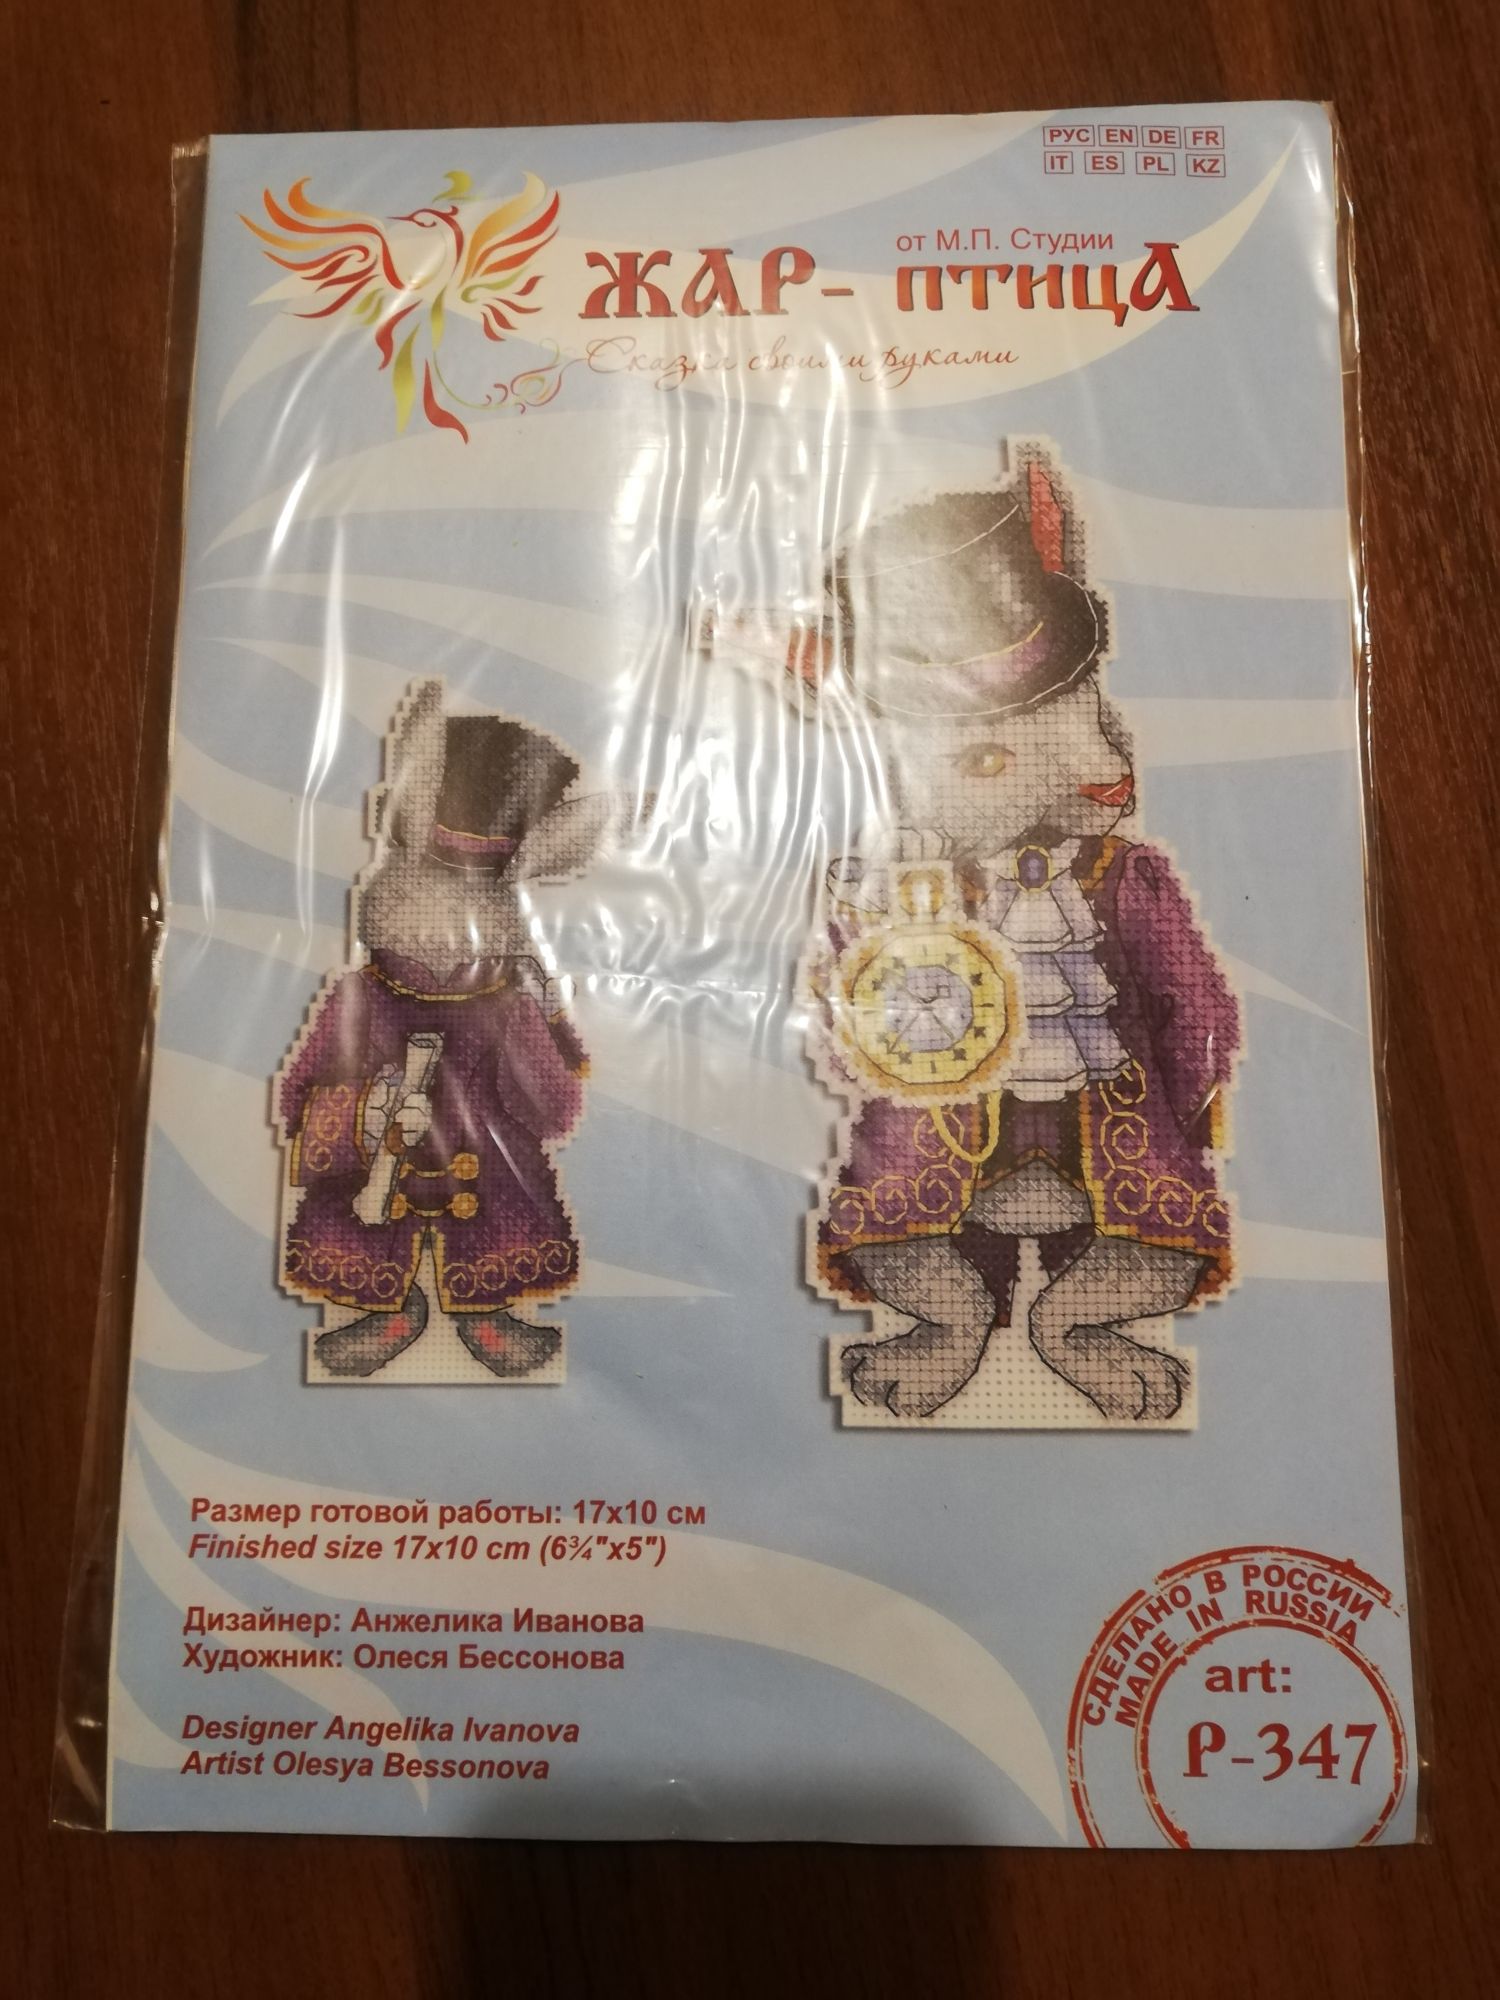 РУС EN DE FR
IT ES PL KZ
от М.П. Студии
ЖАР- ПТИЦА
Сказка своими руками
Размер готовой работы: 17х10 см
Finished size 17x10 cm (6¾"x5")
Дизайнер: Анжелика Иванова
Художник: Олеся Бессонова
Designer Angelika Ivanova
Artist Olesya Bessonova
СДЕЛАНО В РОССИИ
MADE IN RUSSIA
art:
Р-347